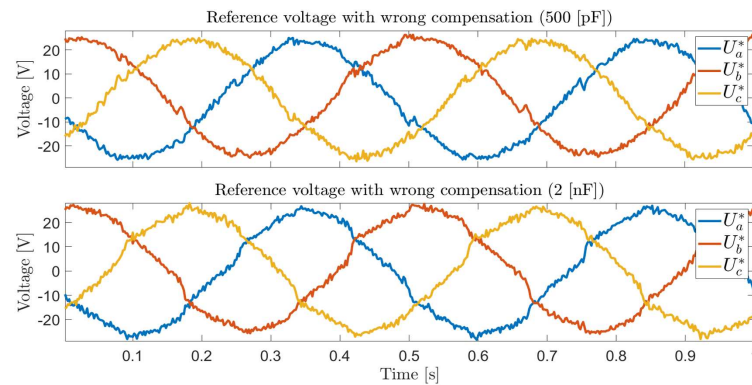 Reference voltage with wrong compensation (500 [pF])
Voltage [V]
20
10
0
-10
-20
U*a
U*b
U*c
Reference voltage with wrong compensation (2 [nF])
Voltage [V]
20
10
0
-10
-20
U*a
U*b
U*c
0.1 0.2 0.3 0.4 0.5 0.6 0.7 0.8 0.9
Time [s]